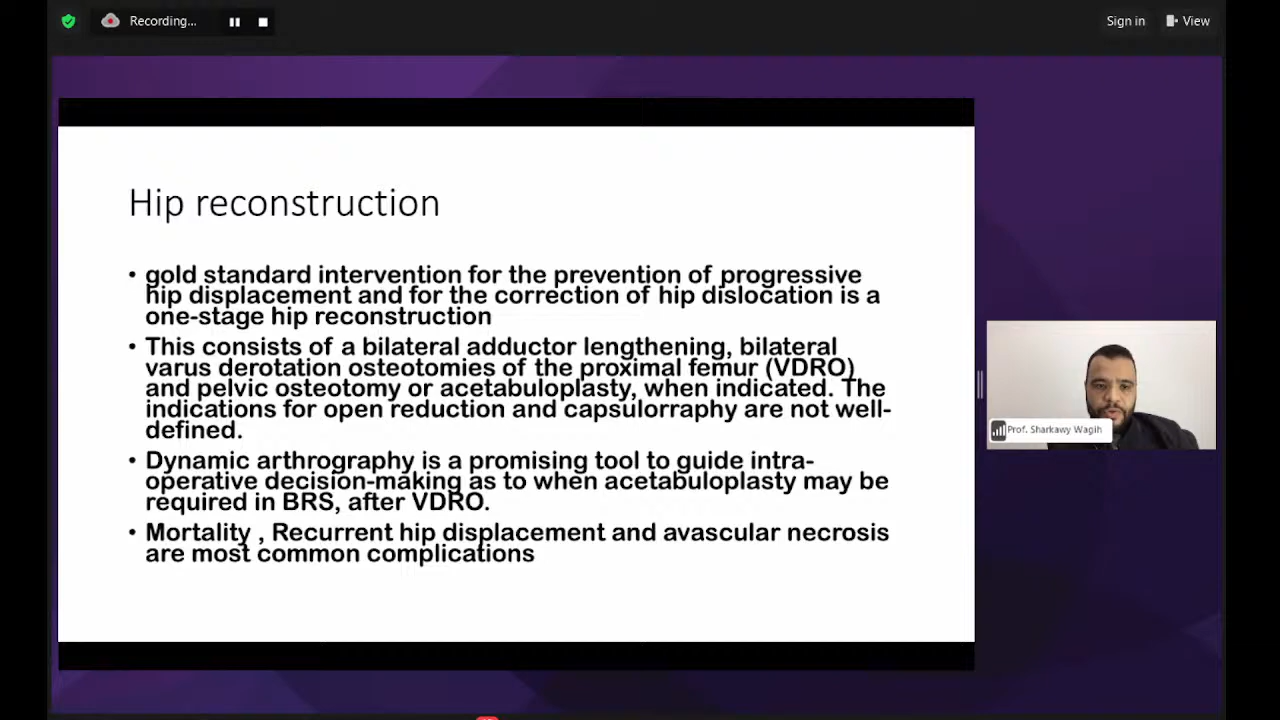 Recording...
Sign in
View
Hip reconstruction
• gold standard intervention for the prevention of progressive
hip displacement and for the correction of hip dislocation is a
one-stage hip reconstruction
• This consists of a bilateral adductor lengthening, bilateral
varus derotation osteotomies of the proximal femur (VDRO)
and pelvic osteotomy or acetabuloplasty, when indicated. The
indications for open reduction and capsulorraphy are not well-
defined.
• Dynamic arthrography is a promising tool to guide intra-
operative decision-making as to when acetabuloplasty may be
required in BRS, after VDRO.
• Mortality , Recurrent hip displacement and avascular necrosis
are most common complications
Prof. Sharkawy Wagih